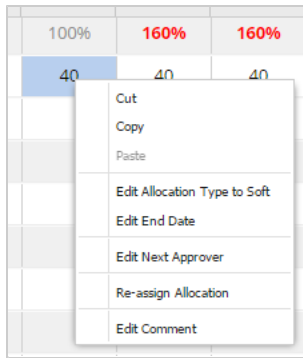 100% 160% 160%
40 40 40
Cut
Copy
Paste
Edit Allocation Type to Soft
Edit End Date
Edit Next Approver
Re-assign Allocation
Edit Comment